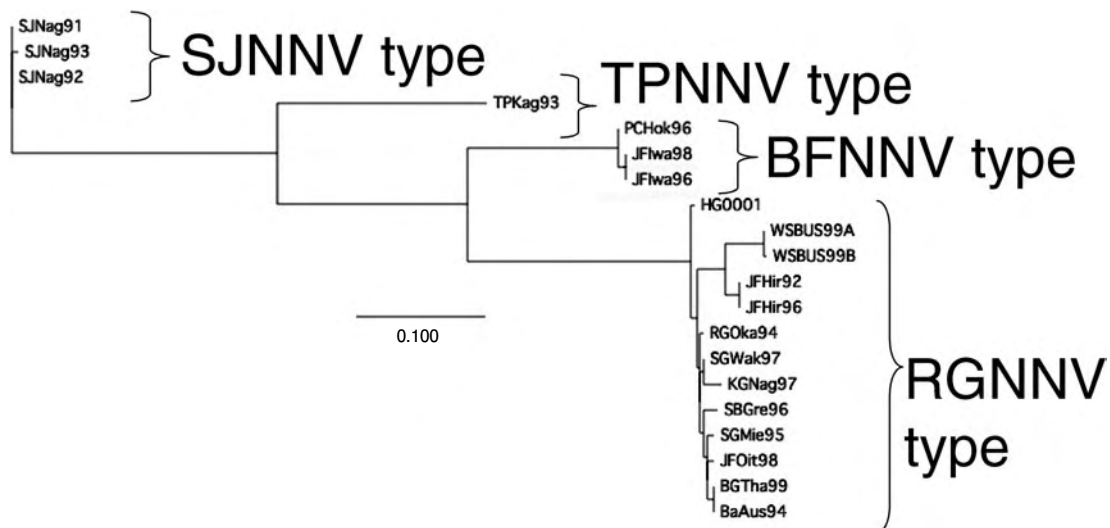 SJNag91
SJNag93
SJNag92
SJNNV type
TPKag93
TPNNV type
PCHok96
JFIwa98
JFIwa96
BFNNV type
HG0001
WSBUS99A
WSBUS99B
JFHir92
JFHir96
RGOka94
SGWak97
KGNag97
SBGre96
SGMie95
JFOit98
BGTha99
BaAus94
RGNNV
type
0.100